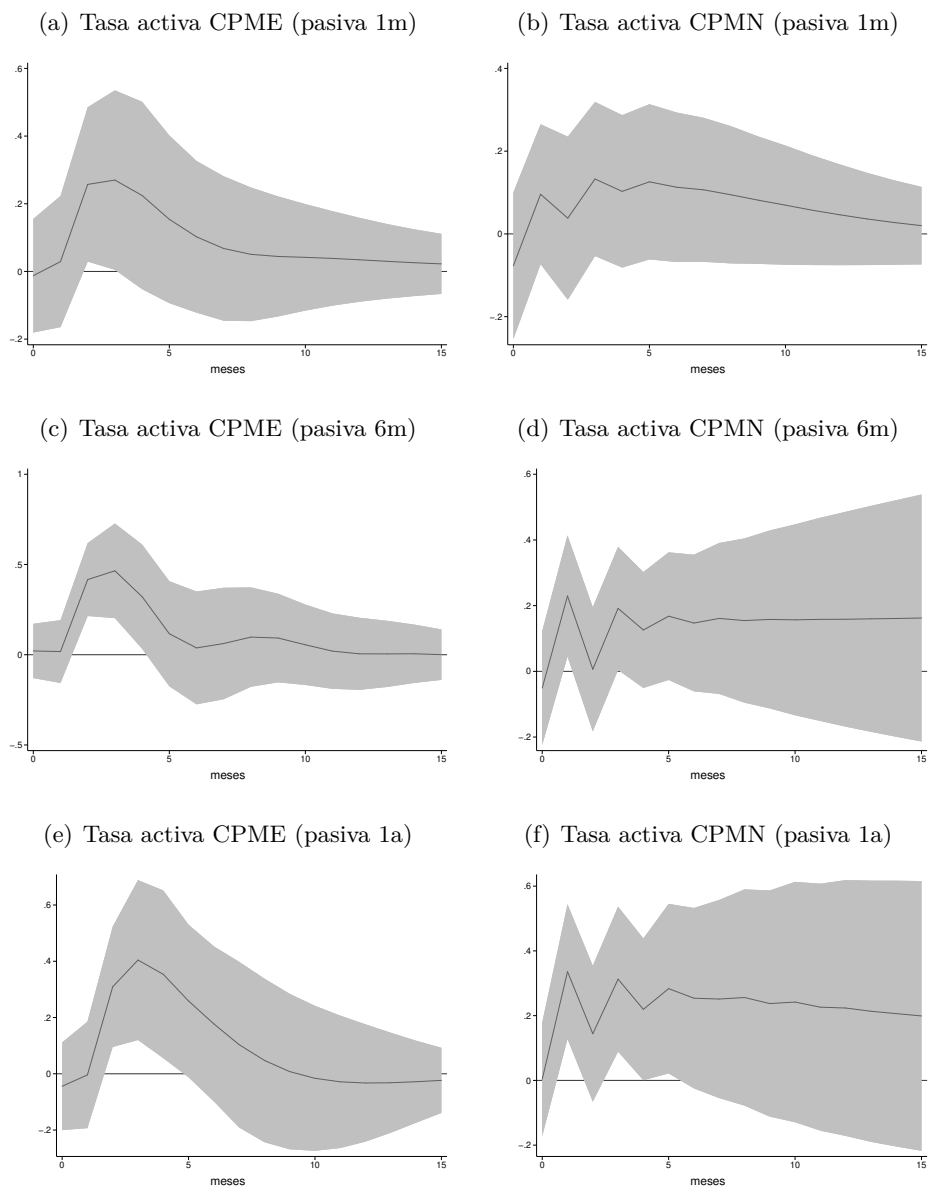 (a) Tasa activa CPME (pasiva 1m)
.6
.4
.2
0
-.2
0 5 10 15
meses
(b) Tasa activa CPMN (pasiva 1m)
.4
.2
0
-.2
0 5 10 15
meses
(c) Tasa activa CPME (pasiva 6m)
1
.5
0
-.5
0 5 10 15
meses
(d) Tasa activa CPMN (pasiva 6m)
.6
.4
.2
0
-.2
0 5 10 15
meses
(e) Tasa activa CPME (pasiva 1a)
.6
.4
.2
0
-.2
0 5 10 15
meses
(f) Tasa activa CPMN (pasiva 1a)
.6
.4
.2
0
-.2
0 5 10 15
meses